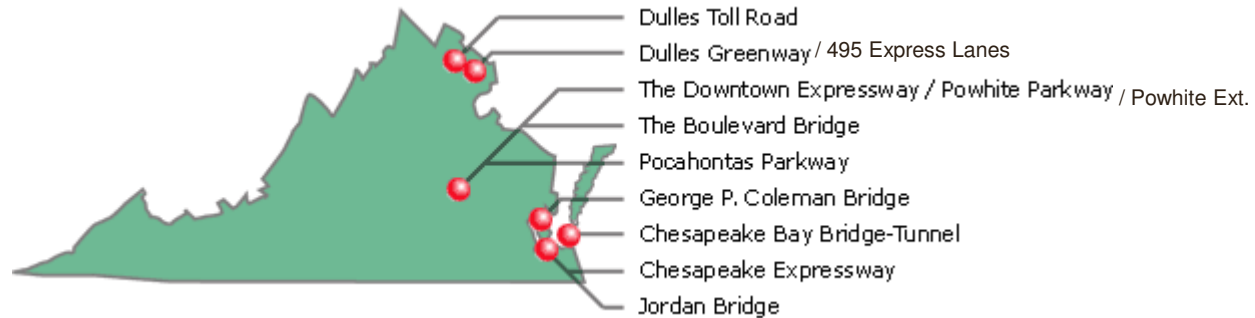 Dulles Toll Road
Dulles Greenway / 495 Express Lanes
The Downtown Expressway / Powhite Parkway / Powhite Ext.
The Boulevard Bridge
Pocahontas Parkway
George P. Coleman Bridge
Chesapeake Bay Bridge-Tunnel
Chesapeake Expressway
Jordan Bridge